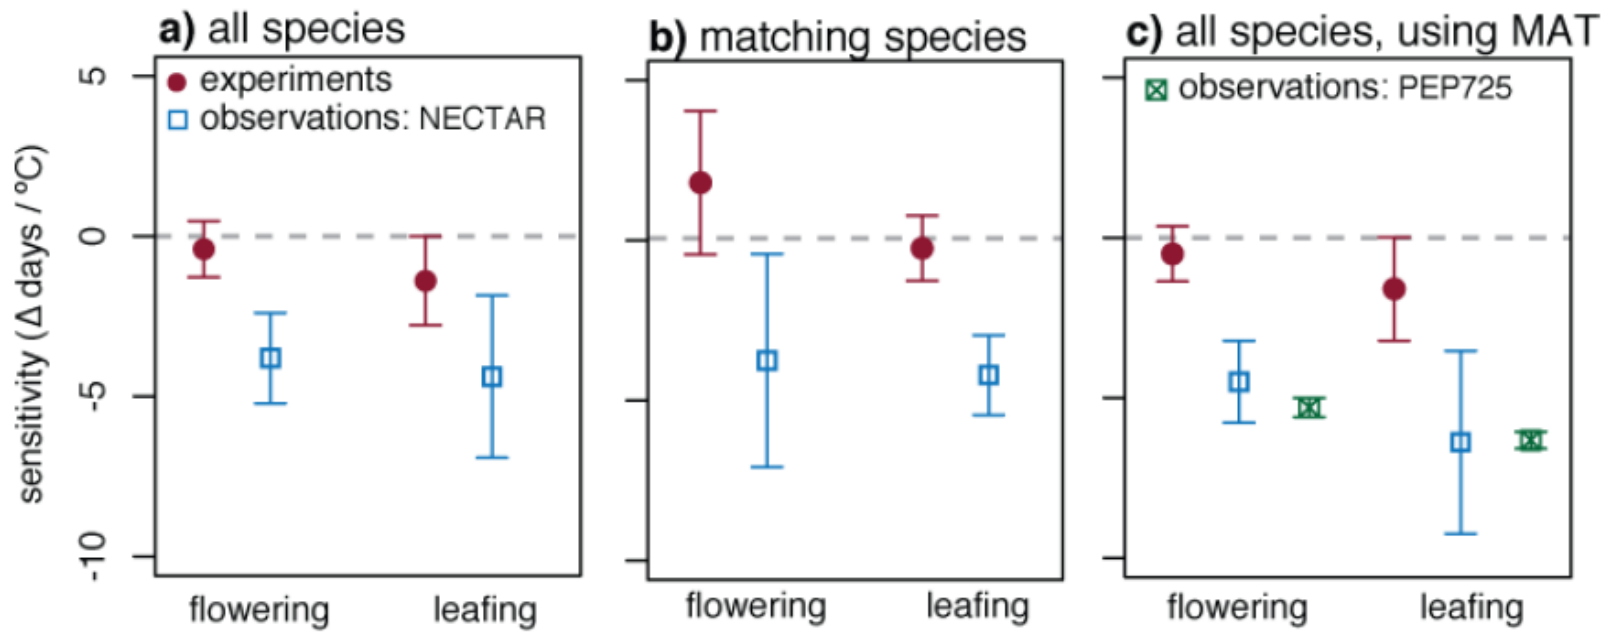 a) all species
b) matching species
c) all species, using MAT
experiments
observations: NECTAR
observations: PEP725
sensitivity (Δ days / ºC)
5
0
-5
-10
flowering
leafing
flowering
leafing
flowering
leafing